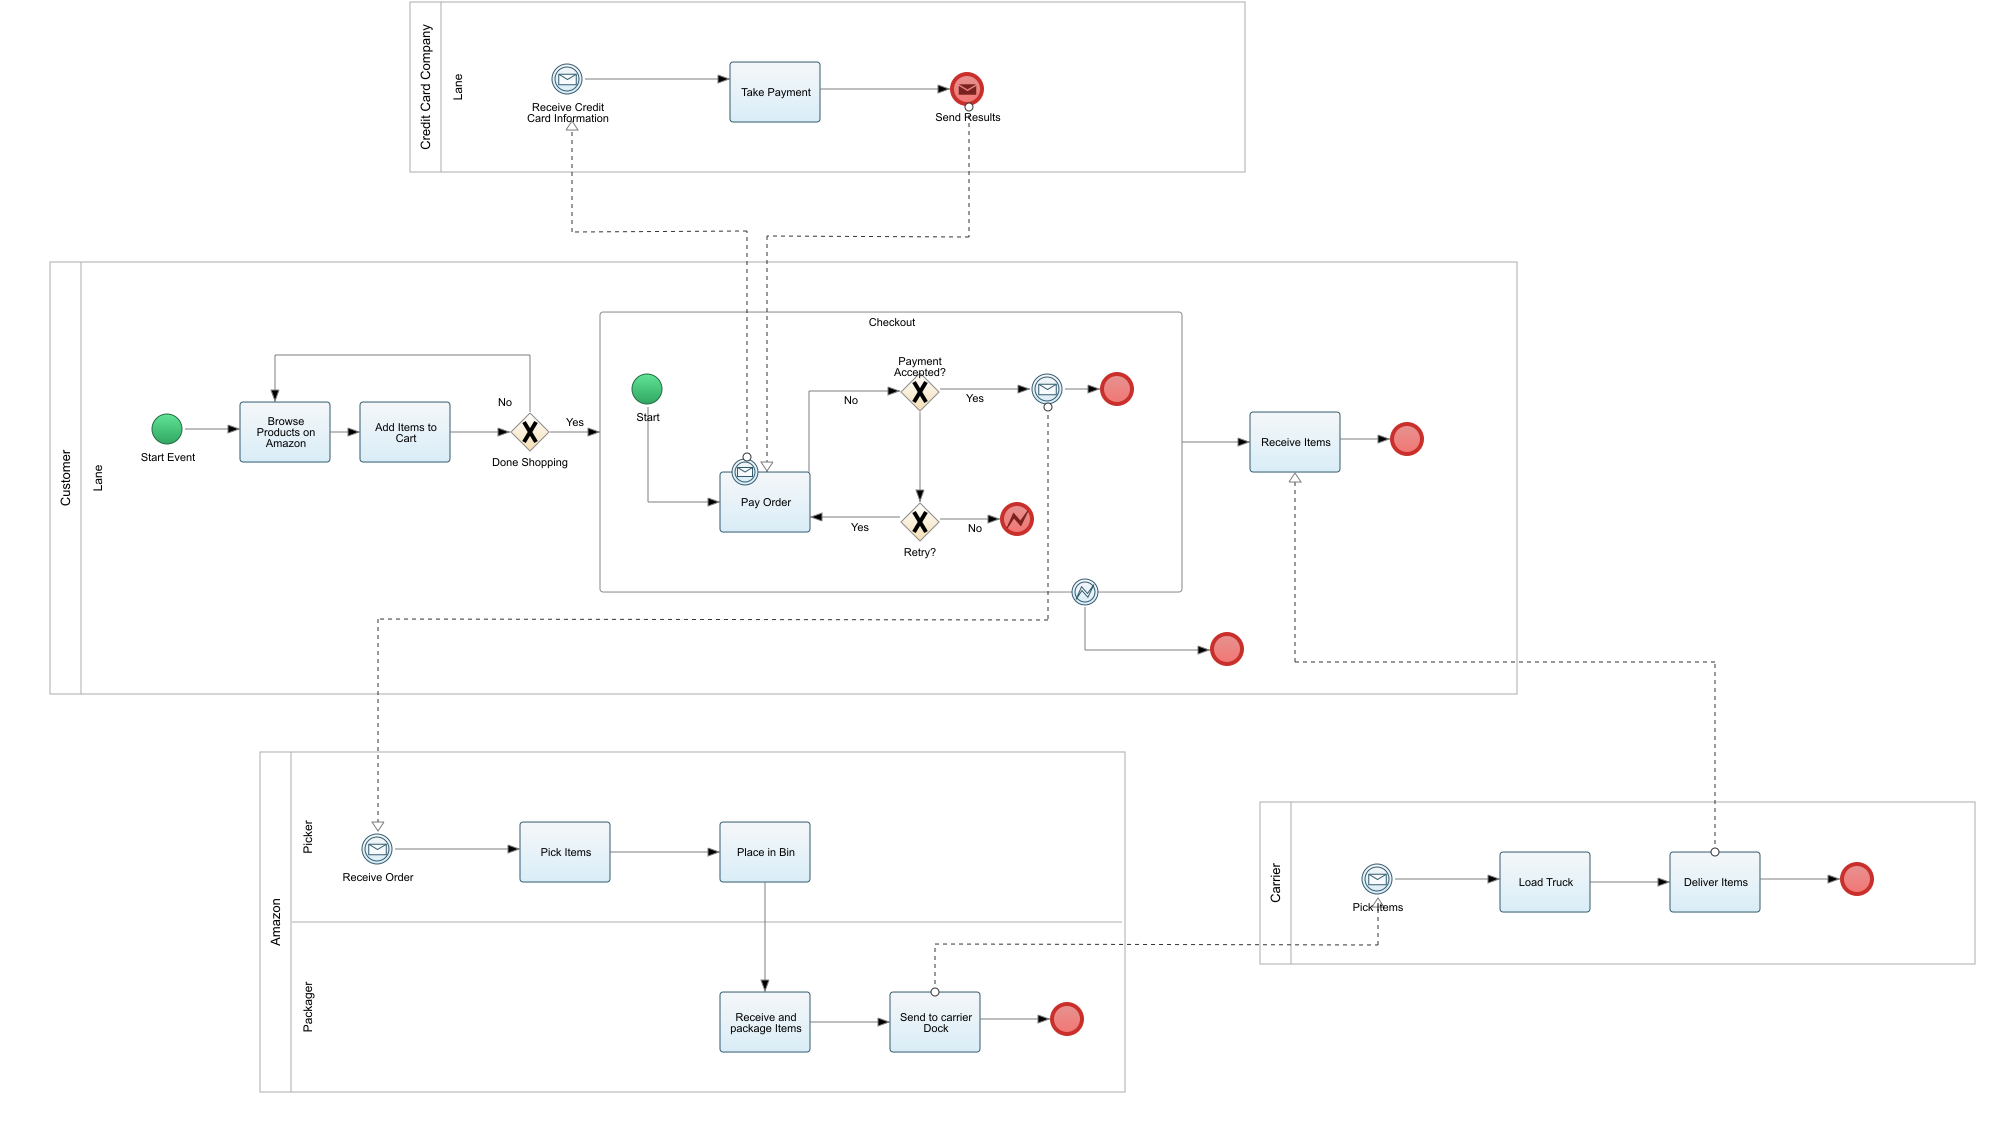 Credit Card Company
Lane
Receive Credit
Card Information
Take Payment
Send Results
Customer
Lane
Start Event
Browse
Products on
Amazon
Add Items to
Cart
No
Done Shopping
Yes
Checkout
Start
Pay Order
No
Payment
Accepted?
Yes
Yes
Retry?
No
Receive Items
Amazon
Picker
Receive Order
Pick Items
Place in Bin
Packager
Receive and
package Items
Send to carrier
Dock
Carrier
Pick Items
Load Truck
Deliver Items